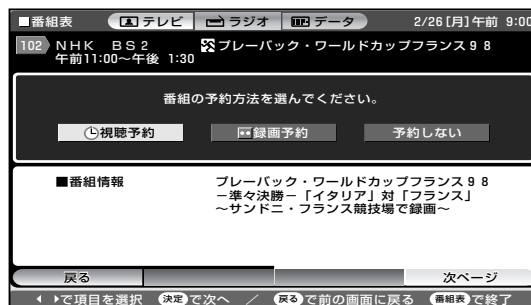 ■番組表 テレビ ラジオ データ 2/26[月]午前 9:00
102 NHK BS2 プレーバック・ワールドカップフランス98
午前11:00~午後 1:30
番組の予約方法を選んでください。
視聴予約 録画予約 予約しない
■番組情報 プレーバック・ワールドカップフランス98
－準々決勝－「イタリア」対「フランス」
～サンドニ・フランス競技場で録画～
戻る 次ページ
で項目を選択 決定で次へ / 戻るで前の画面に戻る 番組表で終了